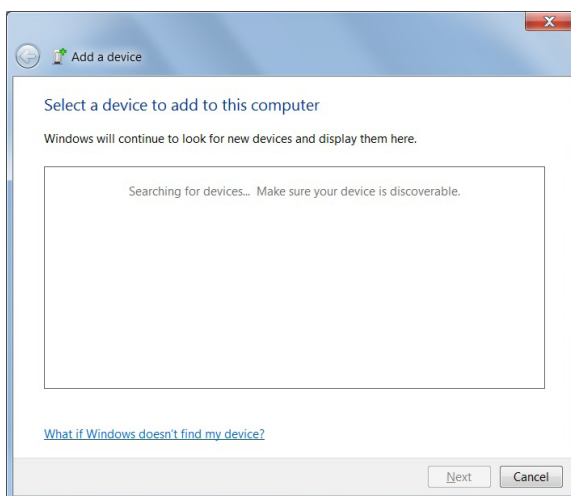 Add a device
Select a device to add to this computer
Windows will continue to look for new devices and display them here.
Searching for devices... Make sure your device is discoverable.
What if Windows doesn't find my device?
Next Cancel